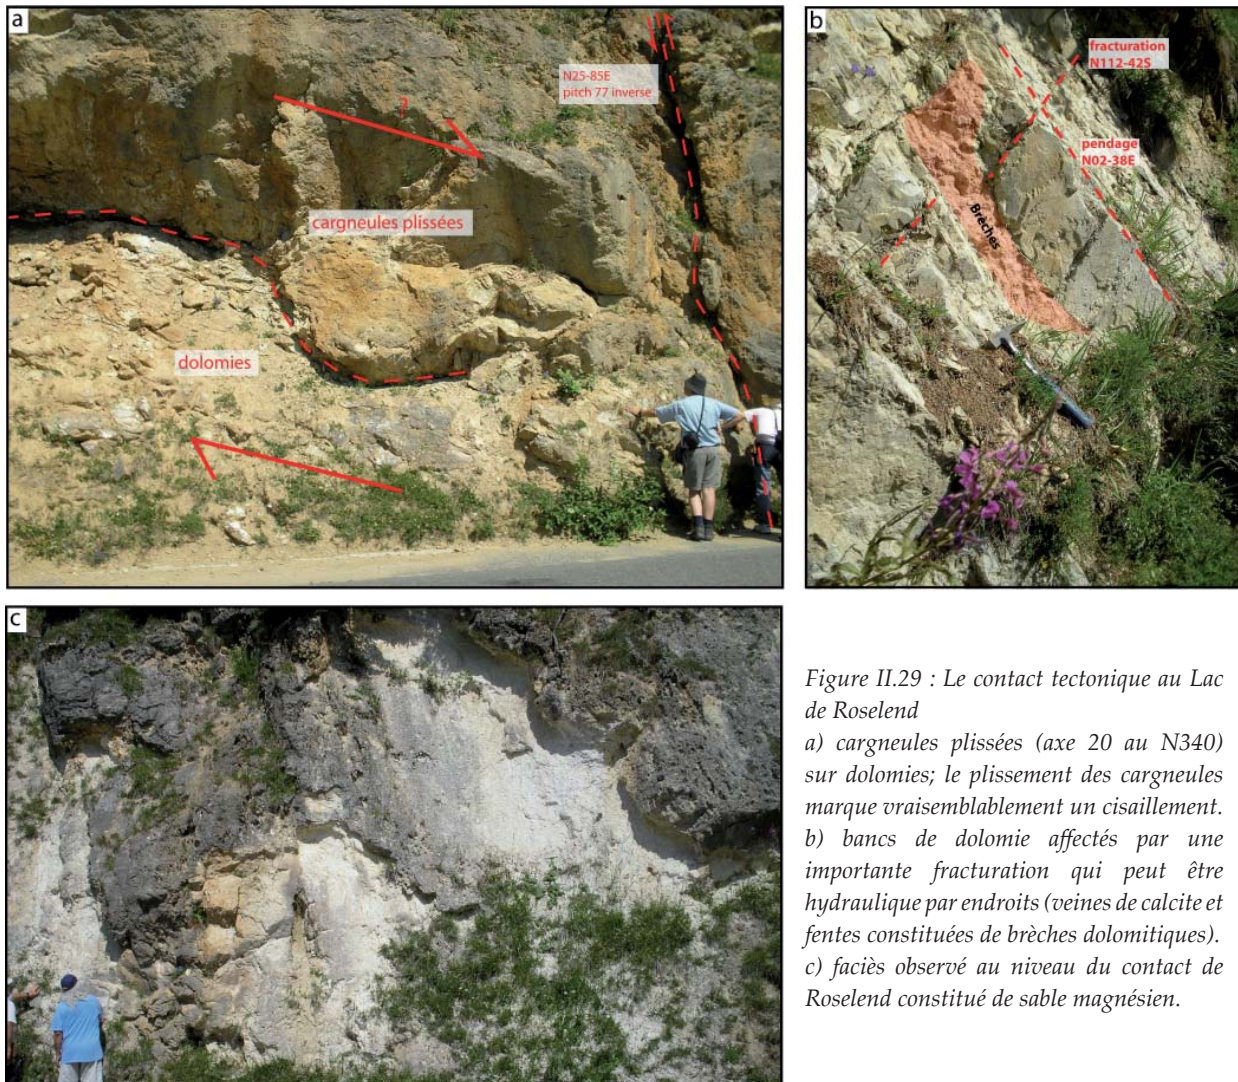 a
N25-85E
pitch 77 inverse
?
cargneules plissées
dolomies
b
fracturation
N112-42S
pendage
N02-38E
Brèches
c
Figure II.29 : Le contact tectonique au Lac
de Roselend
a) cargneules plissées (axe 20 au N340)
sur dolomies; le plissement des cargneules
marque vraisemblablement un cisaillement.
b) bancs de dolomie affectés par une
importante fracturation qui peut être
hydraulique par endroits (veines de calcite et
fentes constituées de brèches dolomitiques).
c) faciès observé au niveau du contact de
Roselend constitué de sable magnésien.